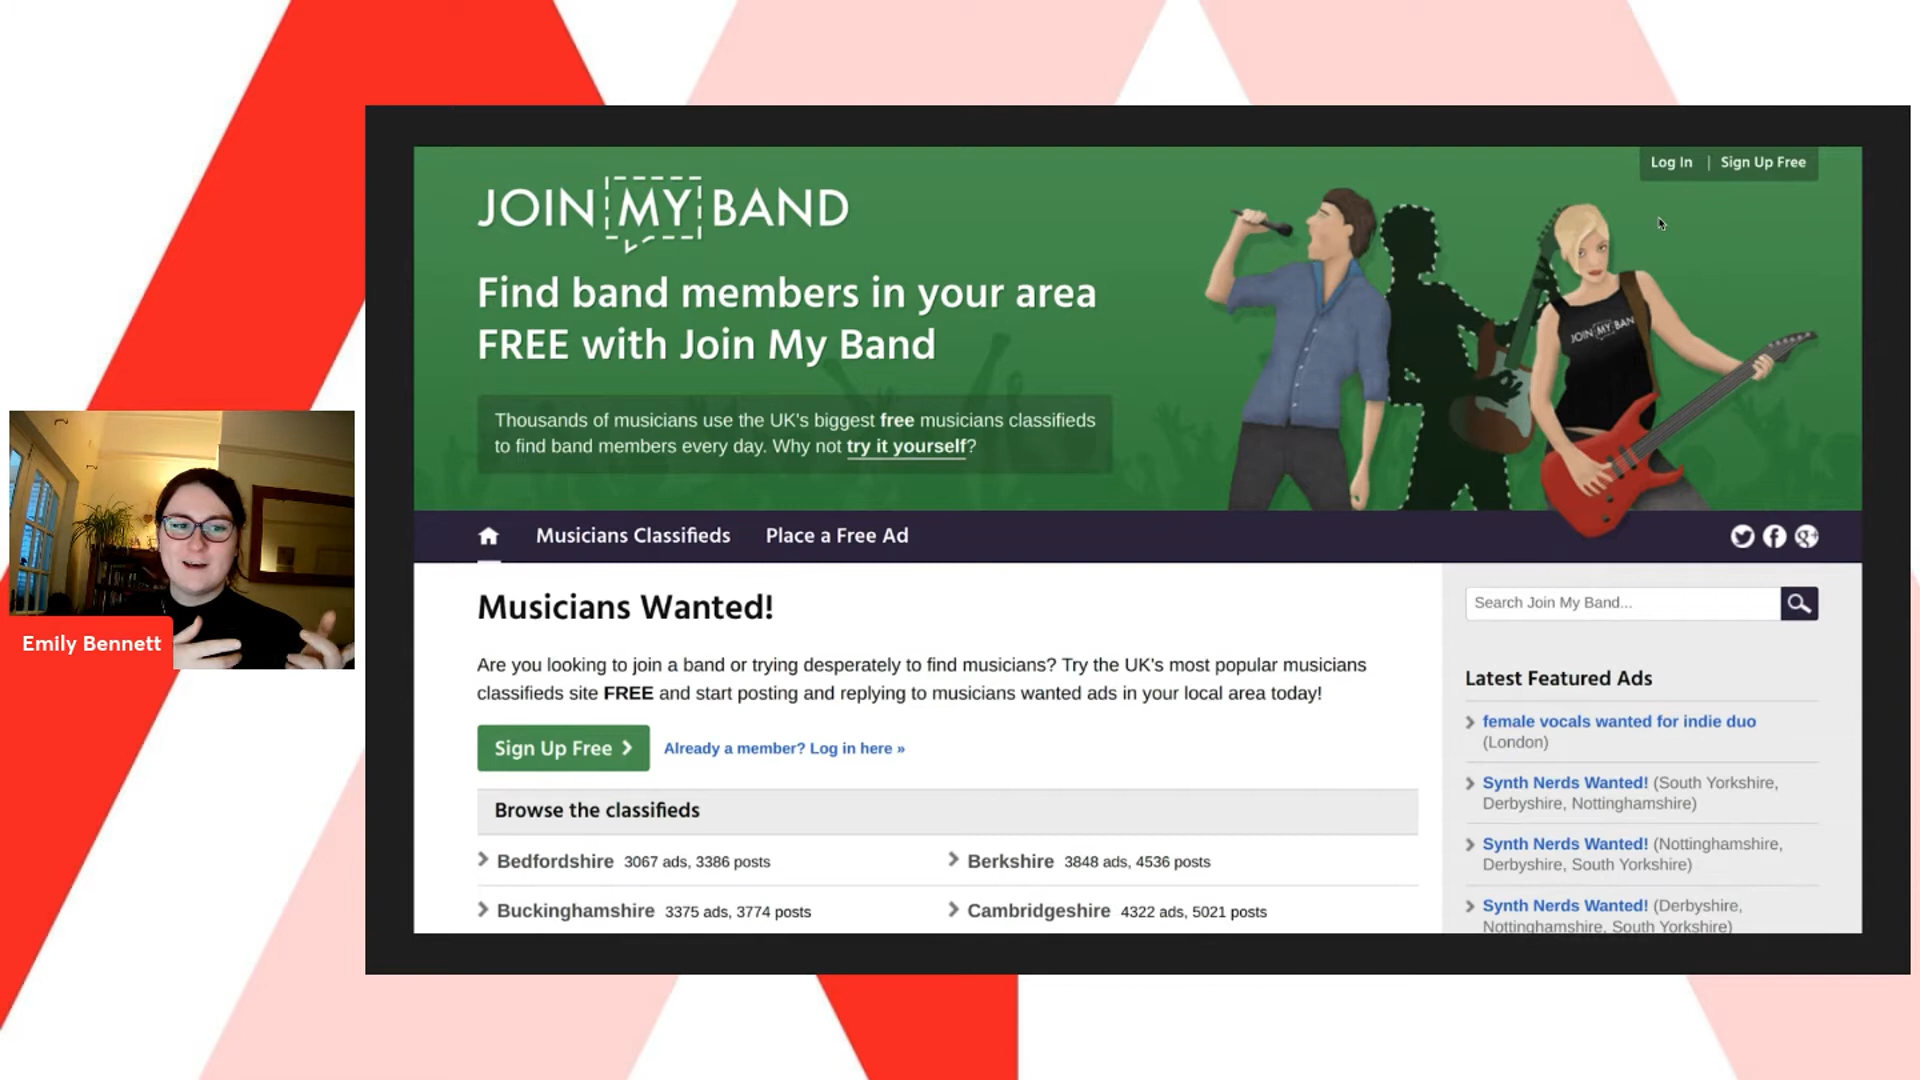 Log In | Sign Up Free
JOIN MY BAND
Find band members in your area
FREE with Join My Band
Thousands of musicians use the UK's biggest free musicians classifieds
to find band members every day. Why not try it yourself?
JOIN MY BAN
Musicians Classifieds Place a Free Ad
Musicians Wanted!
Are you looking to join a band or trying desperately to find musicians? Try the UK's most popular musicians
classifieds site FREE and start posting and replying to musicians wanted ads in your local area today!
Sign Up Free
Already a member? Log in here »
Browse the classifieds
Bedfordshire 3067 ads, 3386 posts
Berkshire 3848 ads, 4536 posts
Buckinghamshire 3375 ads, 3774 posts
Cambridgeshire 4322 ads, 5021 posts
Search Join My Band...
Latest Featured Ads
female vocals wanted for indie duo
(London)
Synth Nerds Wanted! (South Yorkshire,
Derbyshire, Nottinghamshire)
Synth Nerds Wanted! (Nottinghamshire,
Derbyshire, South Yorkshire)
Synth Nerds Wanted! (Derbyshire,
Nottinghamshire, South Yorkshire)
Emily Bennett